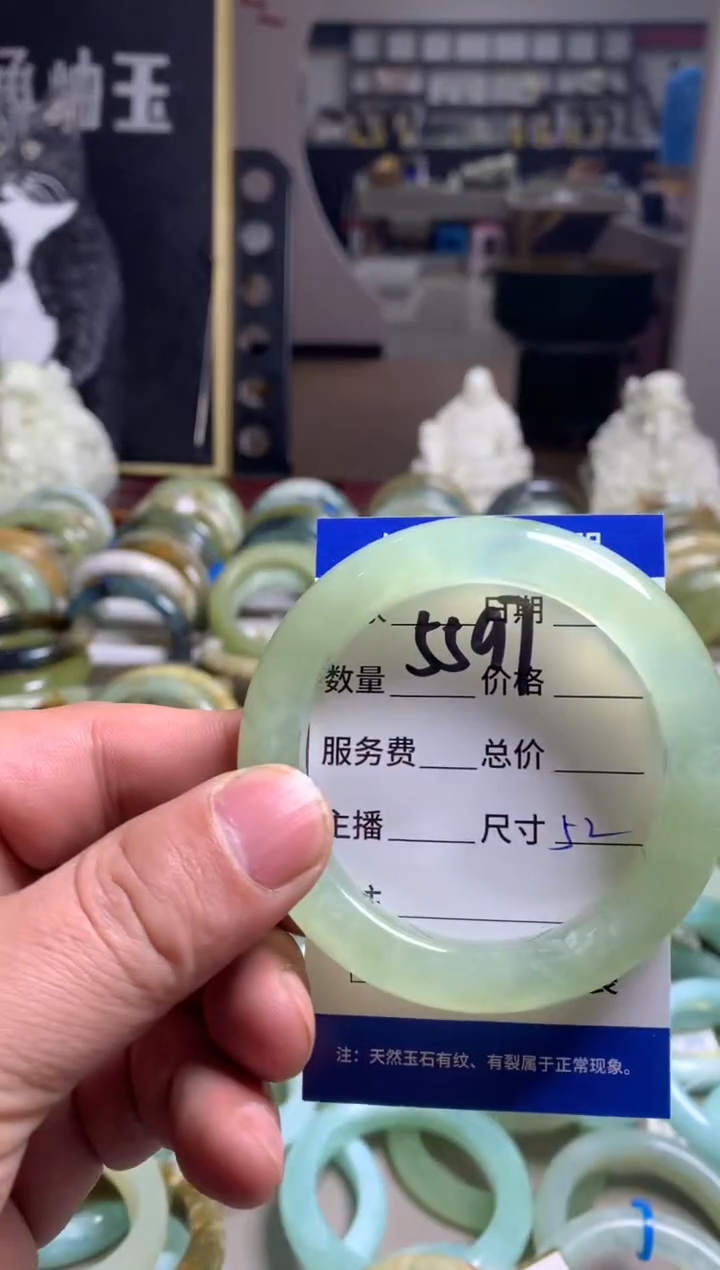 岫玉
日期
5597
数量 价格
服务费 总价
主播 尺寸 52
注：天然玉石有纹、有裂属于正常现象。